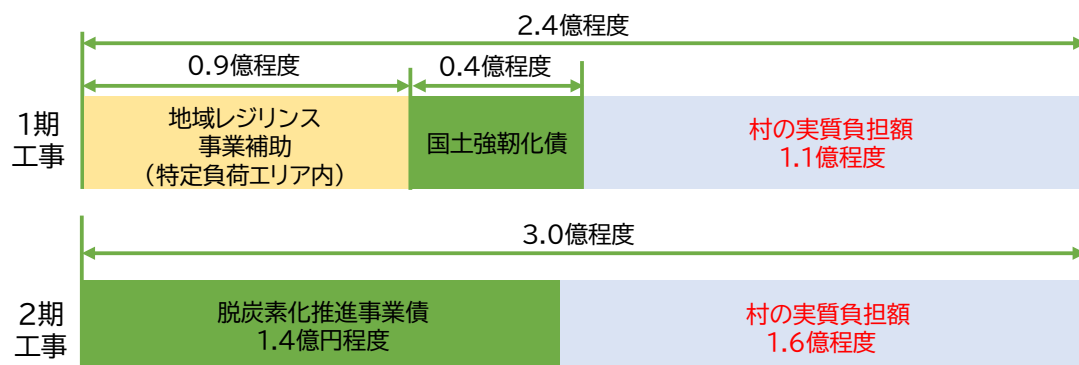 2.4億程度
0.9億程度
0.4億程度
1期
工事
地域レジリンス
事業補助
（特定負荷エリア内）
国土強靭化債
村の実質負担額
1.1億程度
3.0億程度
2期
工事
脱炭素化推進事業債
1.4億円程度
村の実質負担額
1.6億程度